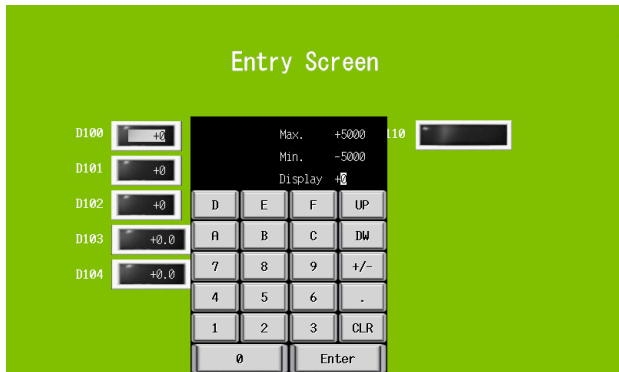 Entry Screen
D100 +0
Max. +5000
l10
Min. -5000
D101 +0
Display +0
D102 +0
D E F UP
D103 +0.0
A B C DW
7 8 9 +/-
D104 +0.0
4 5 6 .
1 2 3 CLR
0 Enter